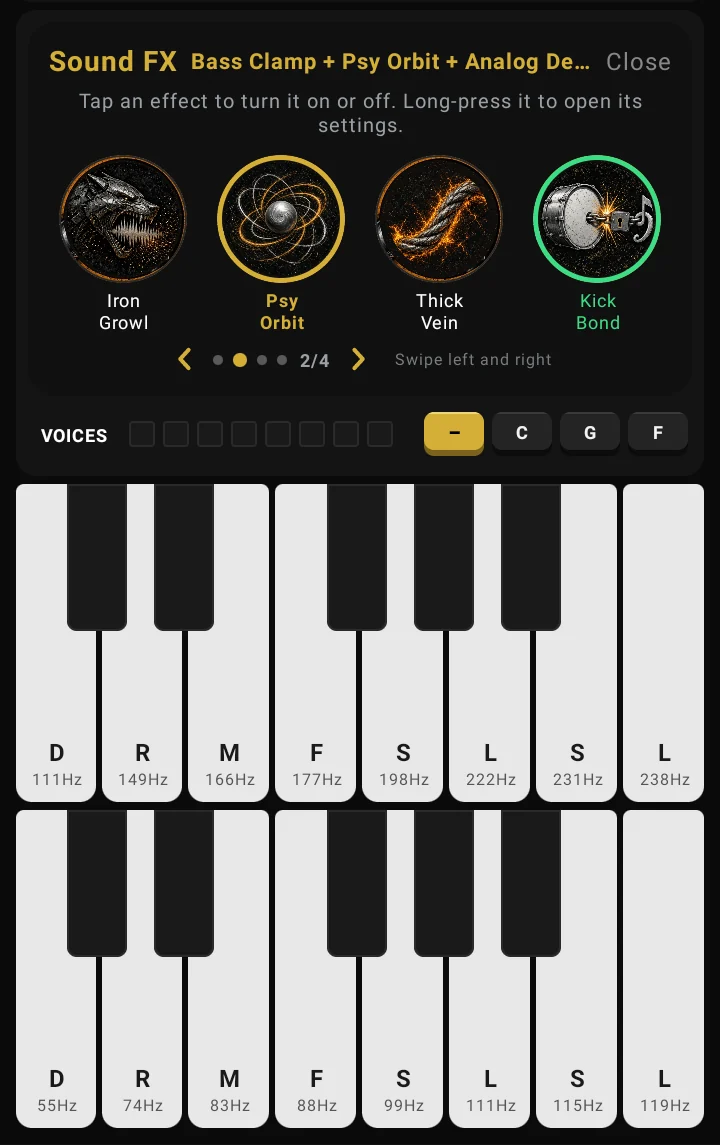 Sound FX Bass Clamp + Psy Orbit + Analog De... Close
Tap an effect to turn it on or off. Long-press it to open its
settings.
Iron
Growl
Psy
Orbit
Thick
Vein
Kick
Bond
2/4 Swipe left and right
VOICES – C G F
D R M F S L S L
111Hz 149Hz 166Hz 177Hz 198Hz 222Hz 231Hz 238Hz
D R M F S L S L
55Hz 74Hz 83Hz 88Hz 99Hz 111Hz 115Hz 119Hz